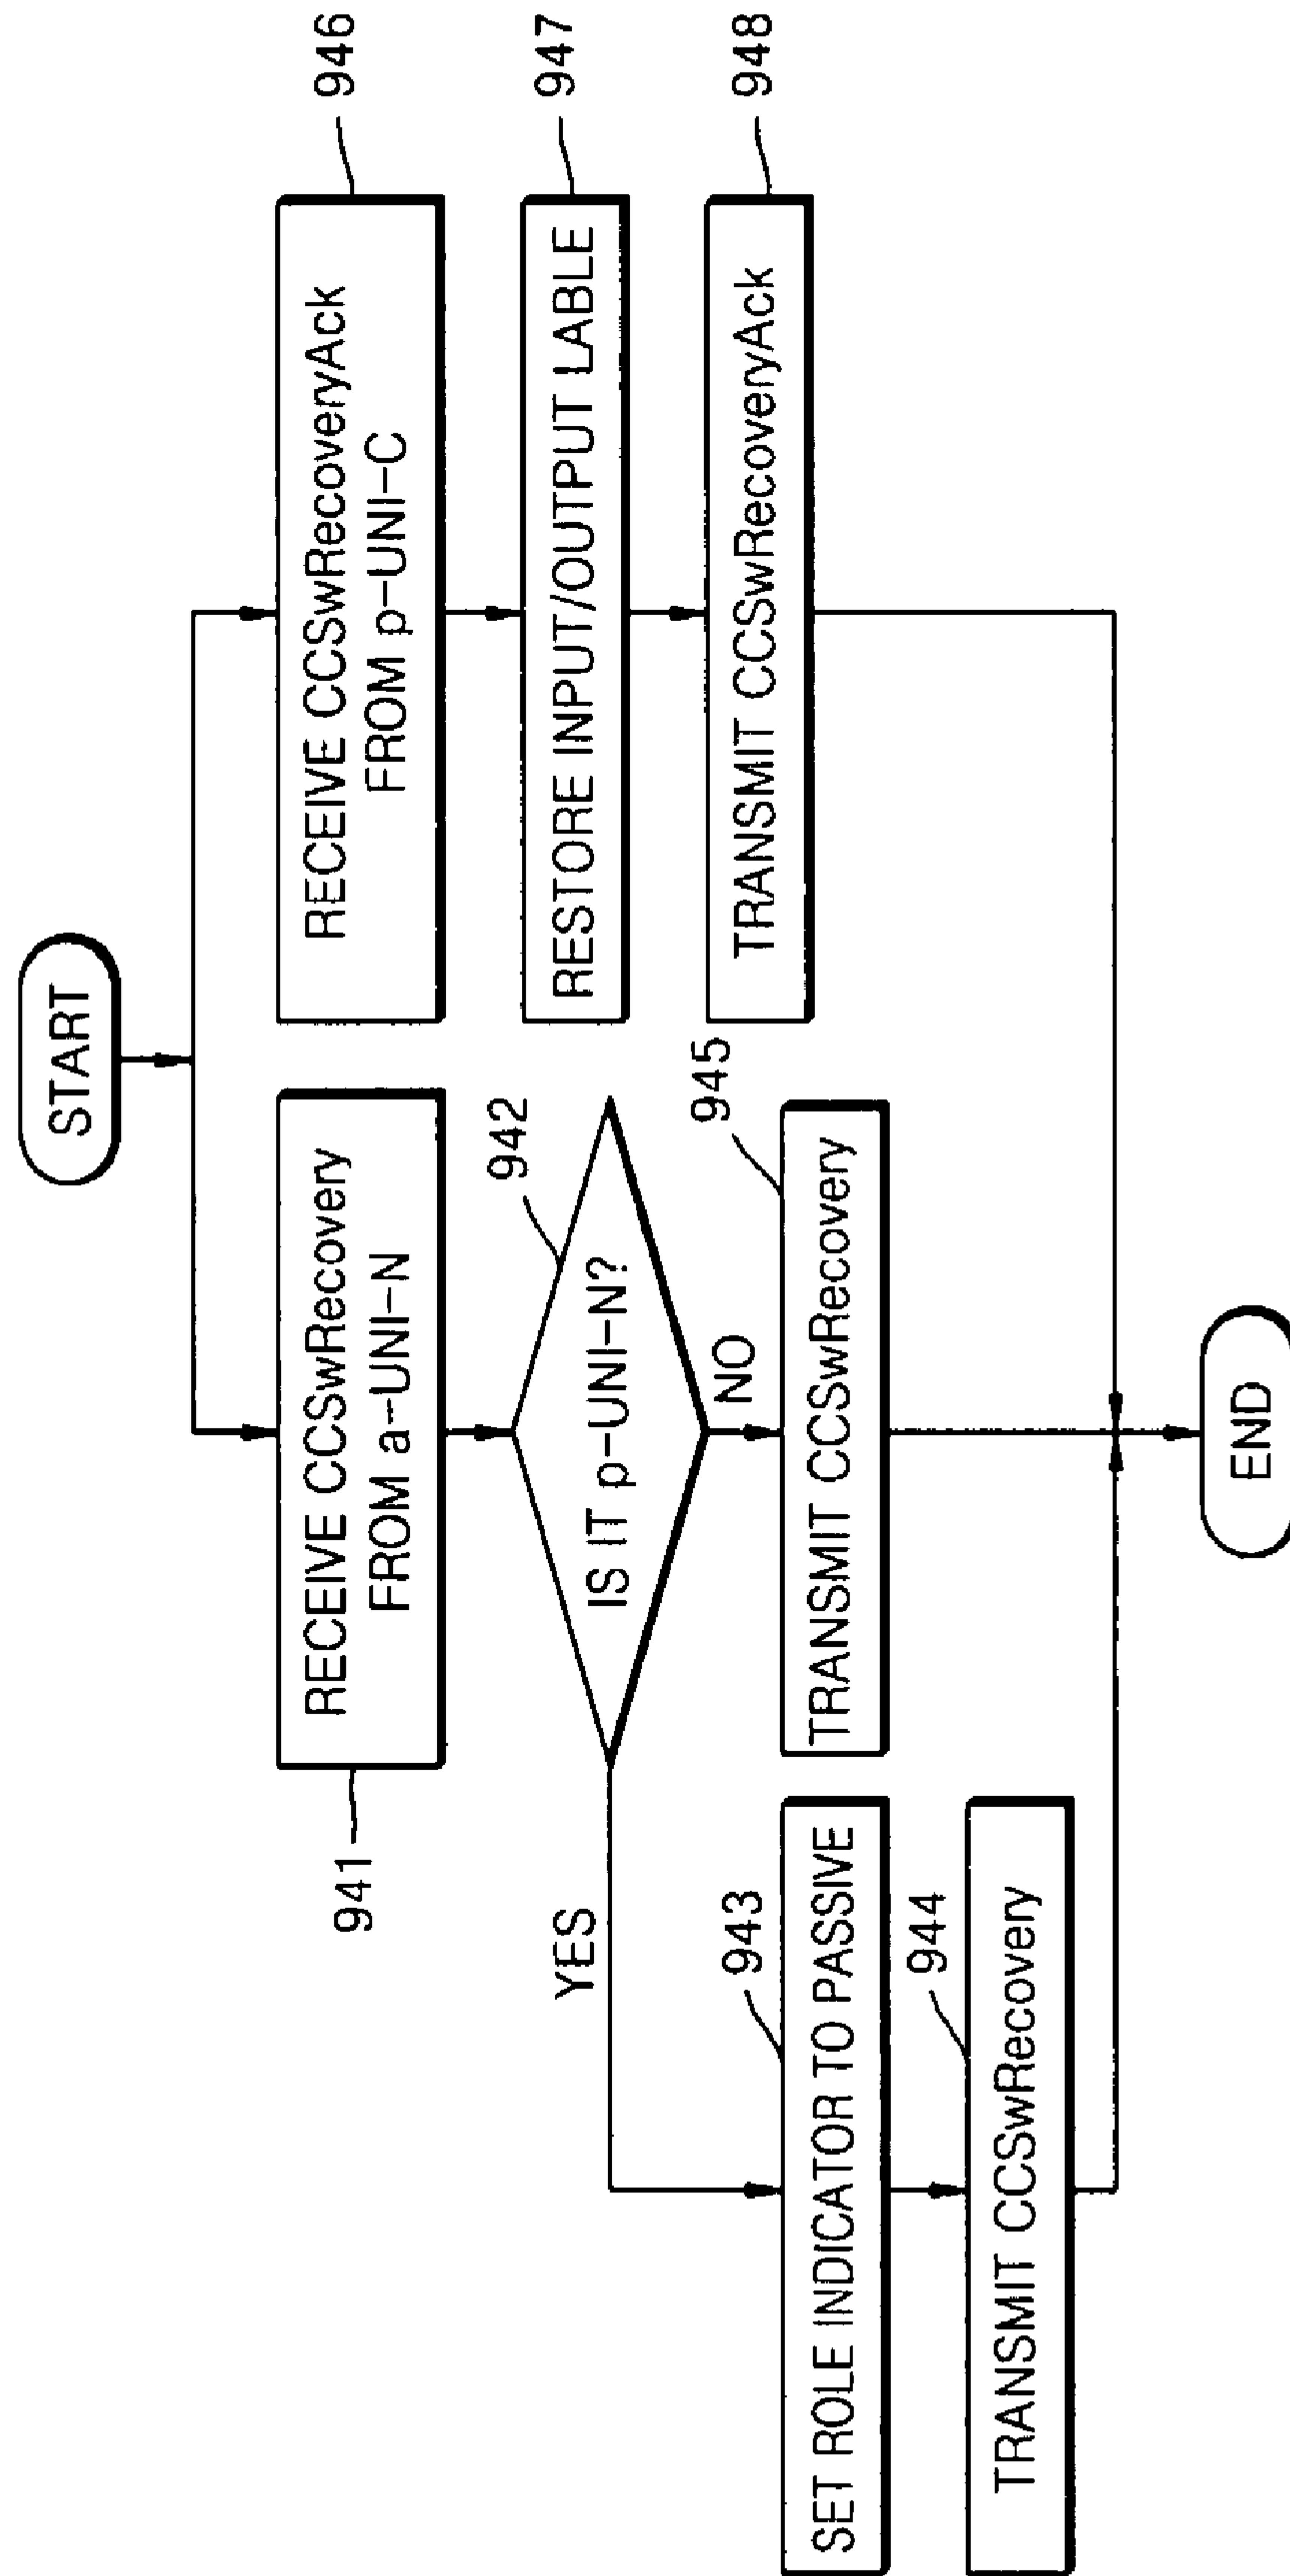 START
941
RECEIVE CCSwRecovery
FROM a-UNI-N
RECEIVE CCSwRecoveryAck
FROM p-UNI-C
946
942
IS IT p-UNI-N?
YES
NO
RESTORE INPUT/OUTPUT LABLE
947
943
SET ROLE INDICATOR TO PASSIVE
945
TRANSMIT CCSwRecovery
TRANSMIT CCSwRecoveryAck
948
944
TRANSMIT CCSwRecovery
END